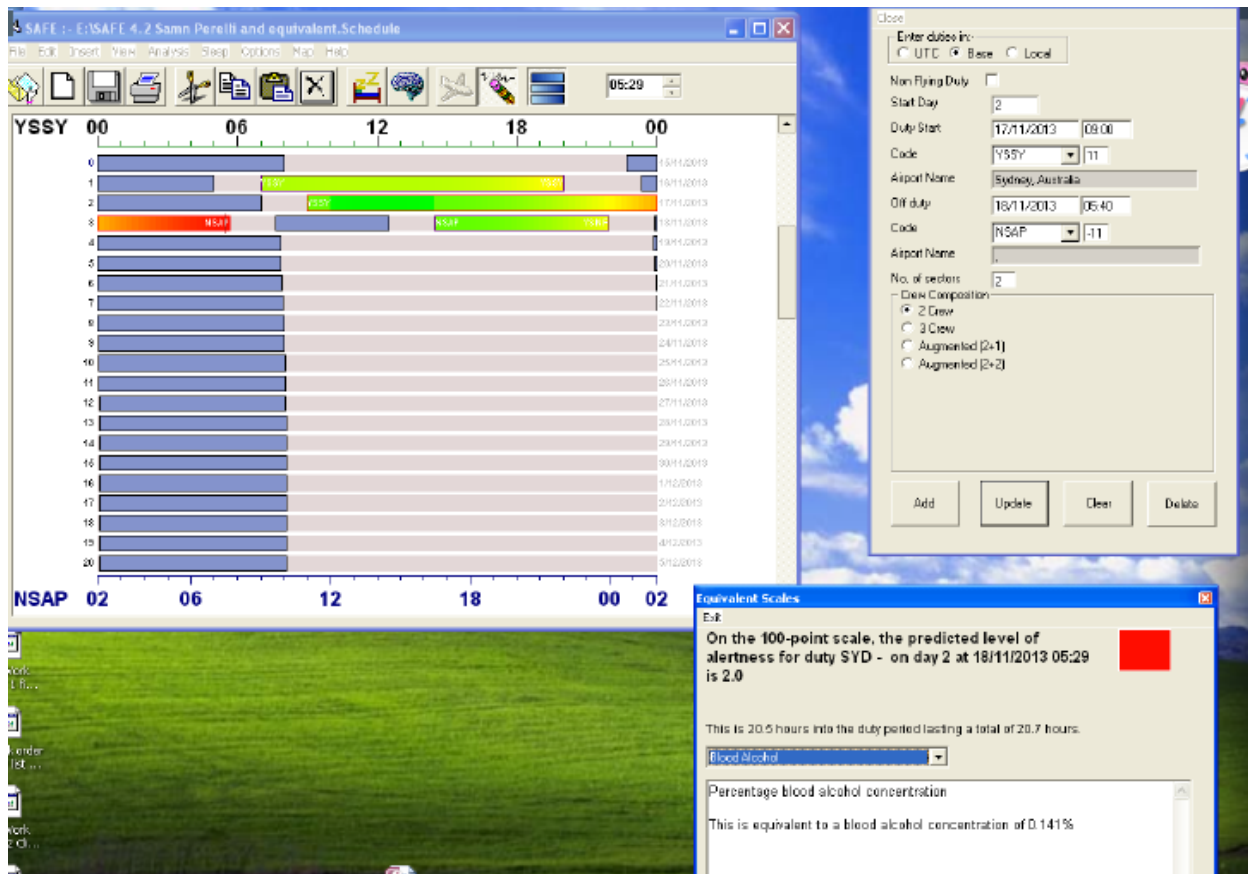 SAFE :- E:\SAFE 4.2 Samn Perelli and equivalent.Schedule
File Edit Insert View Analysis Sleep Options Map Help
05:29
YSSY 00 06 12 18 00
0 15/11/2013
1 16/11/2013
2 YSSY 17/11/2013
3 NSAP NSAP 18/11/2013
4 19/11/2013
5 20/11/2013
6 21/11/2013
7 22/11/2013
8 23/11/2013
9 24/11/2013
10 25/11/2013
11 26/11/2013
12 27/11/2013
13 28/11/2013
14 29/11/2013
15 30/11/2013
16 1/12/2013
17 2/12/2013
18 3/12/2013
19 4/12/2013
20 5/12/2013
NSAP 02 06 12 18 00 02
Close
Enter duties in:-
UTC Base Local
Non Flying Duty
Start Day 2
Duty Start 17/11/2013 09:00
Code YSSY 11
Airport Name Sydney, Australia
Off duty 18/11/2013 05:40
Code NSAP -11
Airport Name ,
No. of sectors 2
Crew Composition
2 Crew
3 Crew
Augmented (2+1)
Augmented (2+2)
Add Update Clear Delete
Equivalent Scales
Exit
On the 100-point scale, the predicted level of
alertness for duty SYD - on day 2 at 18/11/2013 05:29
is 2.0
This is 20.5 hours into the duty period lasting a total of 20.7 hours.
Blood Alcohol
Percentage blood alcohol concentration
This is equivalent to a blood alcohol concentration of 0.141%